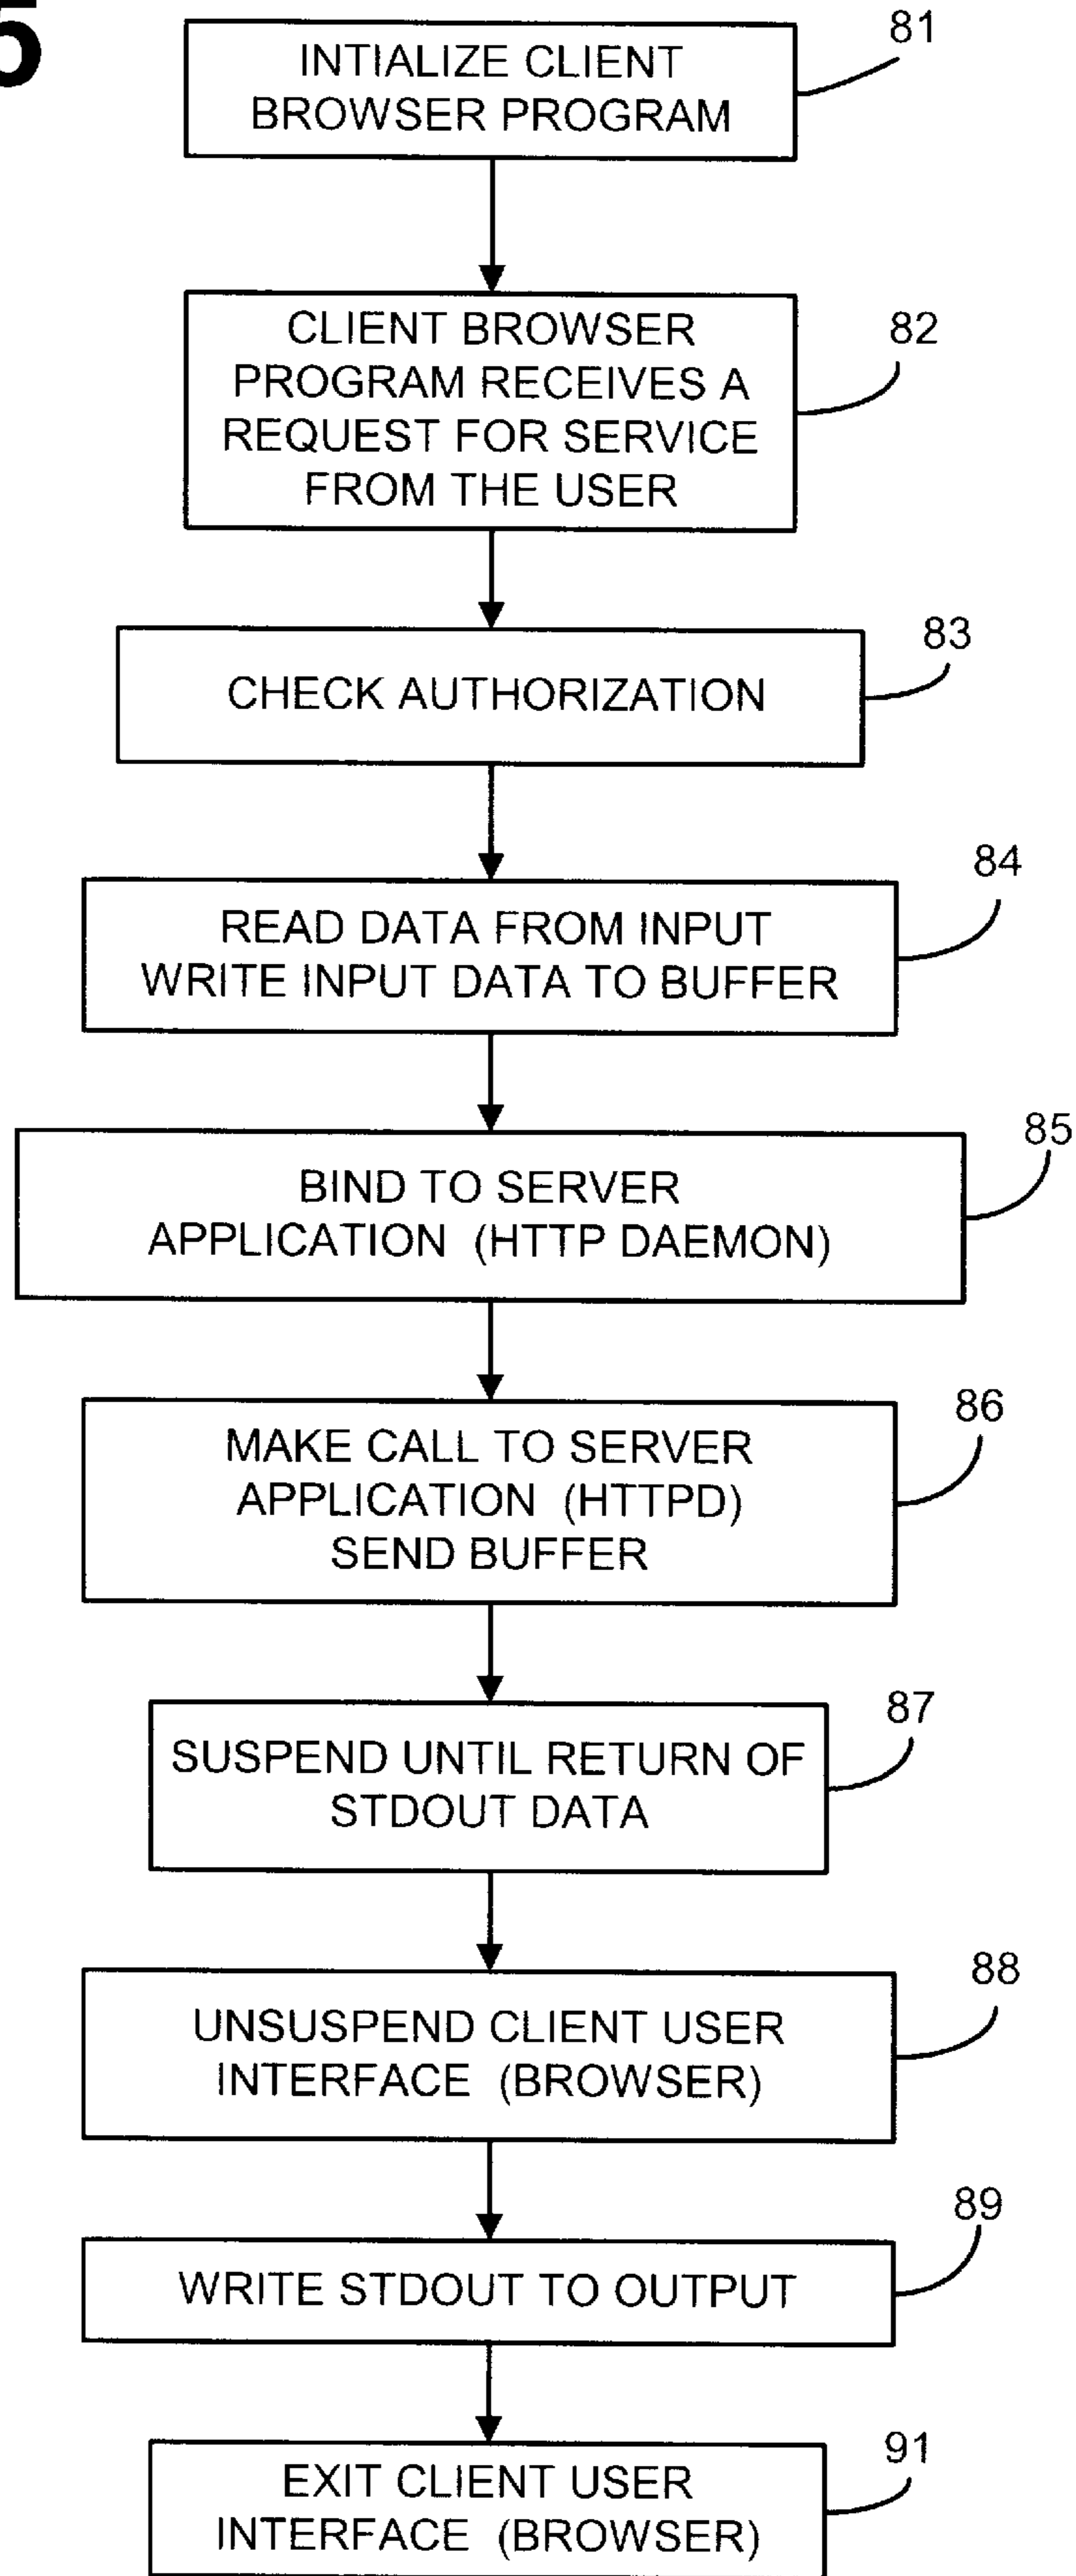 5
81
INTIALIZE CLIENT
BROWSER PROGRAM
82
CLIENT BROWSER
PROGRAM RECEIVES A
REQUEST FOR SERVICE
FROM THE USER
83
CHECK AUTHORIZATION
84
READ DATA FROM INPUT
WRITE INPUT DATA TO BUFFER
85
BIND TO SERVER
APPLICATION (HTTP DAEMON)
86
MAKE CALL TO SERVER
APPLICATION (HTTPD)
SEND BUFFER
87
SUSPEND UNTIL RETURN OF
STDOUT DATA
88
UNSUSPEND CLIENT USER
INTERFACE (BROWSER)
89
WRITE STDOUT TO OUTPUT
91
EXIT CLIENT USER
INTERFACE (BROWSER)